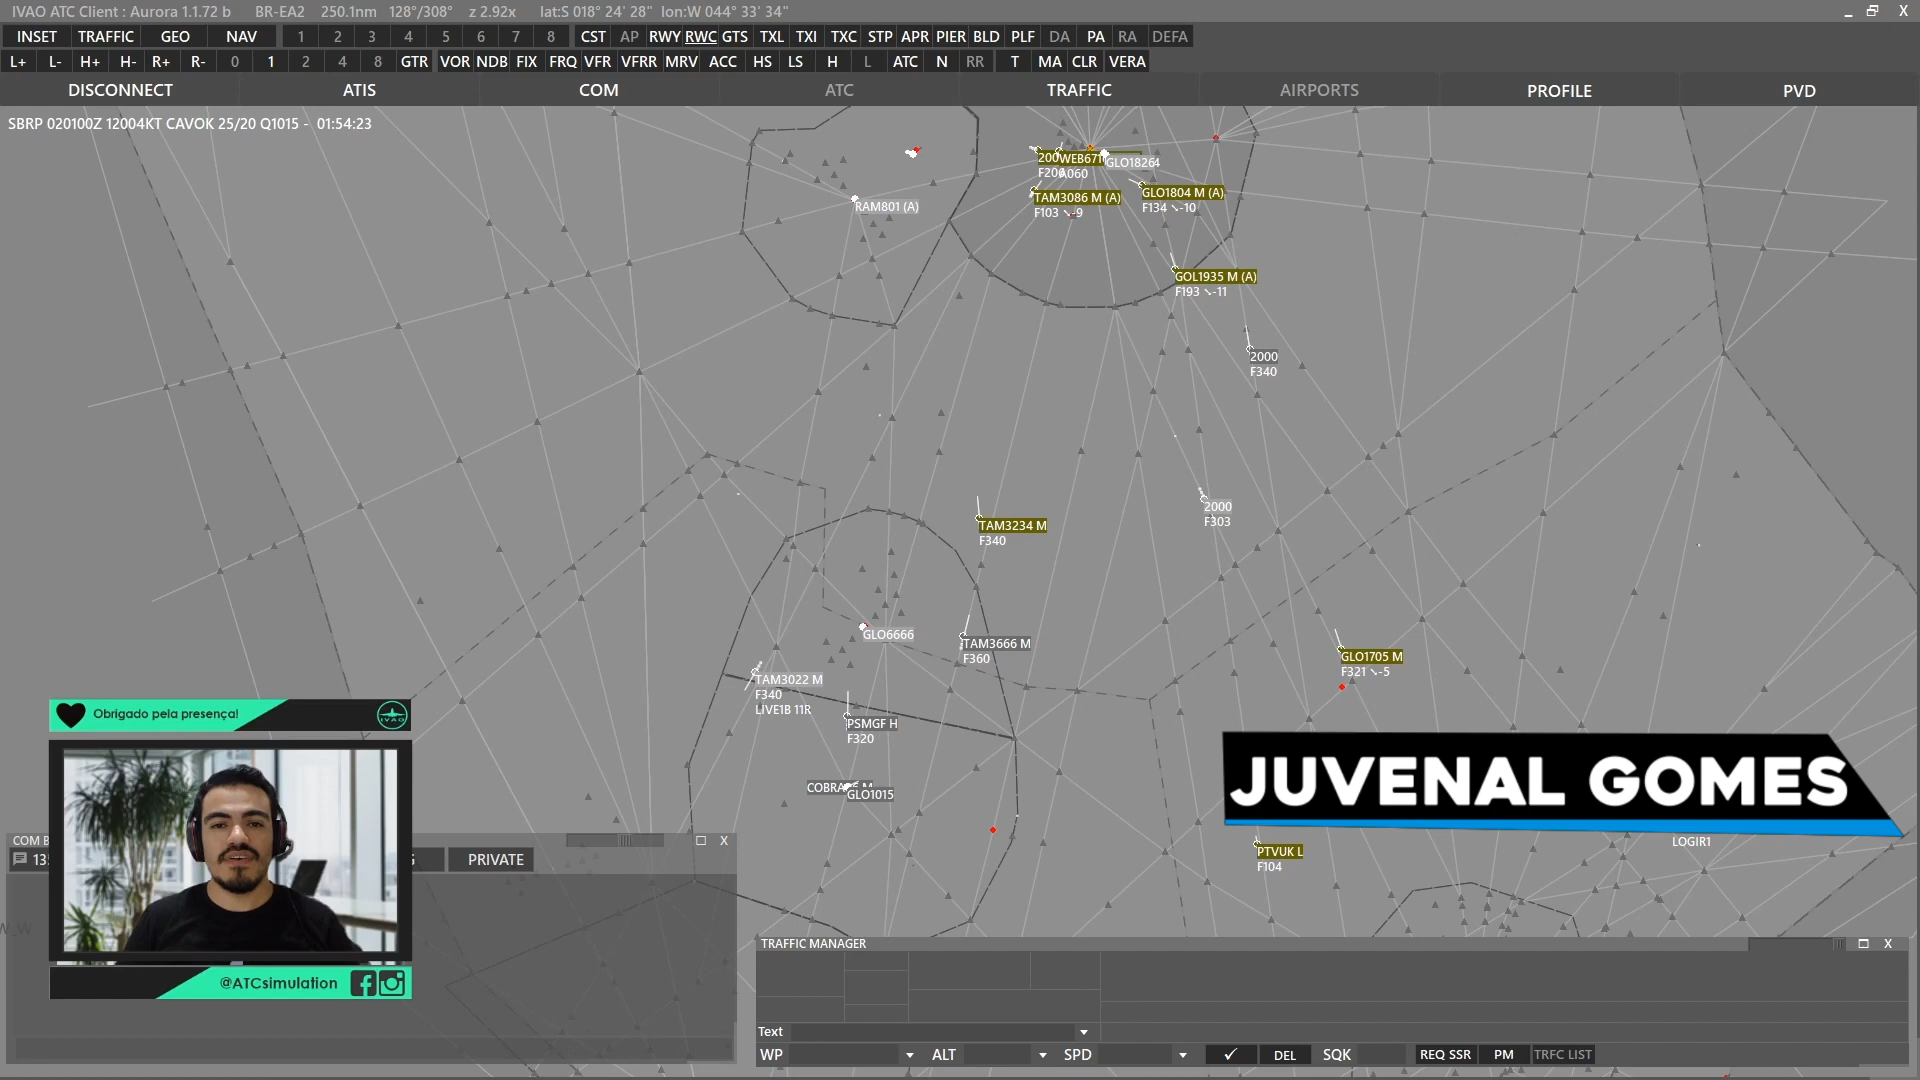 IVAO ATC Client : Aurora 1.1.72 b BR-EA2 250.1nm 128°/308° z 2.92x lat:S 018° 24' 28" lon:W 044° 33' 34"
INSET TRAFFIC GEO NAV 1 2 3 4 5 6 7 8 CST AP RWY RWC GTS TXL TXI TXC STP APR PIER BLD PLF DA PA RA DEFA
L+ L- H+ H- R+ R- 0 1 2 4 8 GTR VOR NDB FIX FRQ VFR VFRR MRV ACC HS LS H L ATC N RR T MA CLR VERA
DISCONNECT ATIS COM ATC TRAFFIC AIRPORTS PROFILE PVD
SBRP 020100Z 12004KT CAVOK 25/20 Q1015 - 01:54:23
WEB671
GLO18264
A060
TAM3086 M (A)
F103 ↘-9
GLO1804 M (A)
F134 ↘-10
RAM801 (A)
GOL1935 M (A)
F193 ↘-11
2000
F340
2000
F303
TAM3234 M
F340
GLO6666
TAM3666 M
F360
GLO1705 M
F321 ↘-5
TAM3022 M
F340
LIVE1B 11R
PSMGF H
F320
GLO1015
Obrigado pela presença!
IVAO
JUVENAL GOMES
LOGIR1
PTVUK L
F104
PRIVATE
@ATCsimulation
TRAFFIC MANAGER
Text
WP ALT SPD ✓ DEL SQK REQ SSR PM TRFC LIST